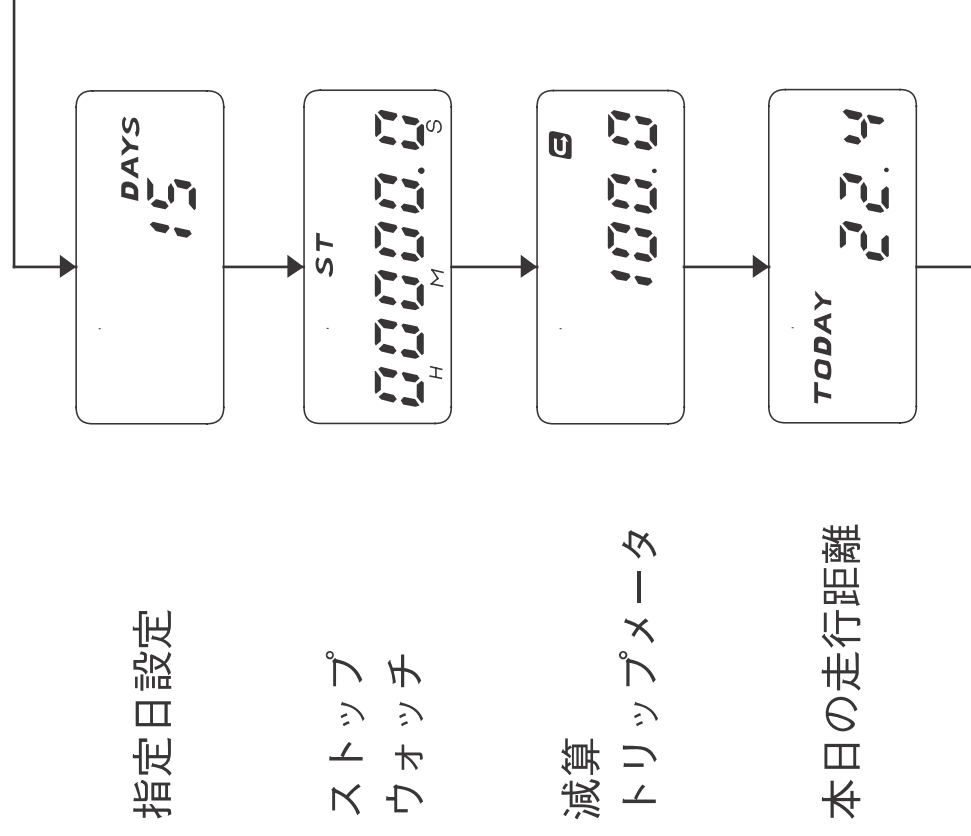 指定日設定
DAYS
15
ストップ
ウォッチ
ST
00000.0
H M S
減算
トリップメータ
100.0
本日の走行距離
TODAY
22.4